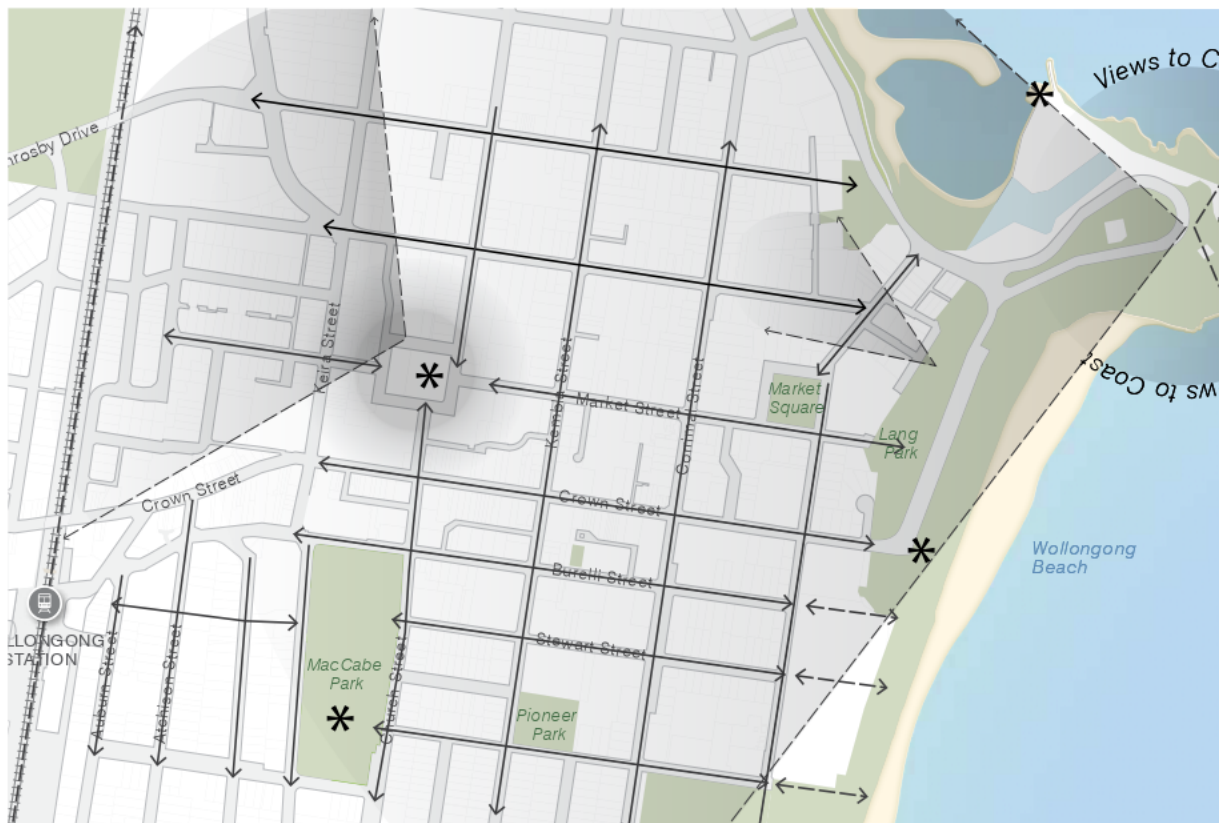 Views to C
hrosby Drive
Keira Street
Kembla Street
Market Street
Corrimal Street
Market
Square
ws to Coast
Lang
Park
Crown Street
Crown Street
Wollongong
Beach
Burelli Street
LLONGONG
STATION
Auburn Street
Atchison Street
MacCabe
Park
Church Street
Stewart Street
Pioneer
Park